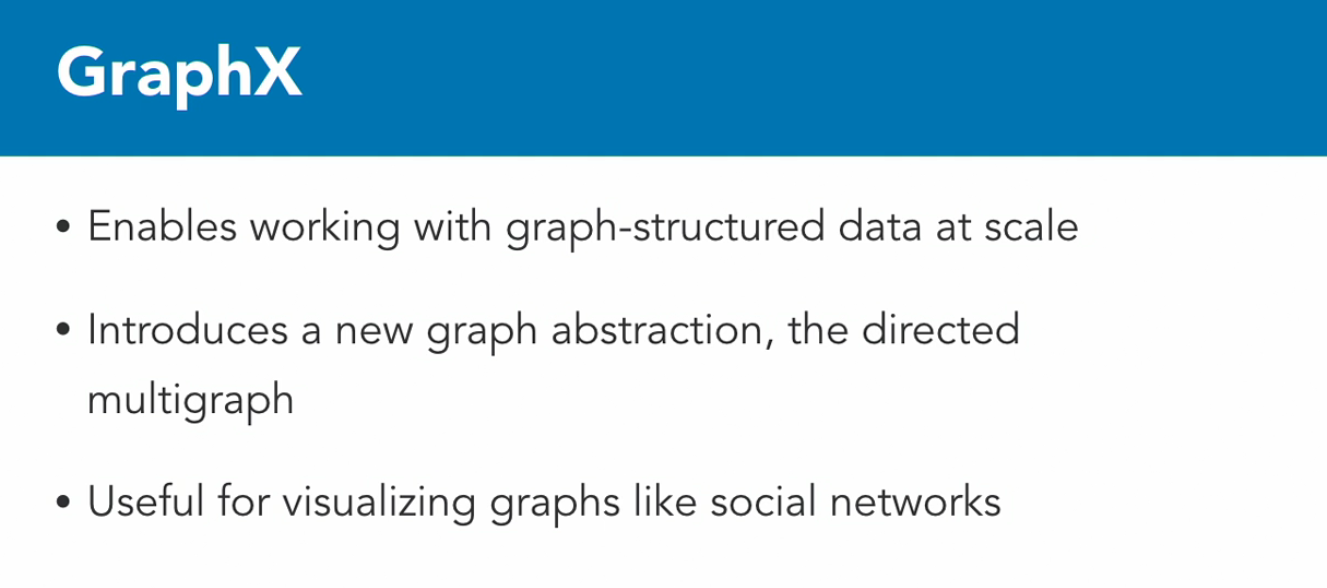 GraphX
• Enables working with graph-structured data at scale
• Introduces a new graph abstraction, the directed
multigraph
• Useful for visualizing graphs like social networks